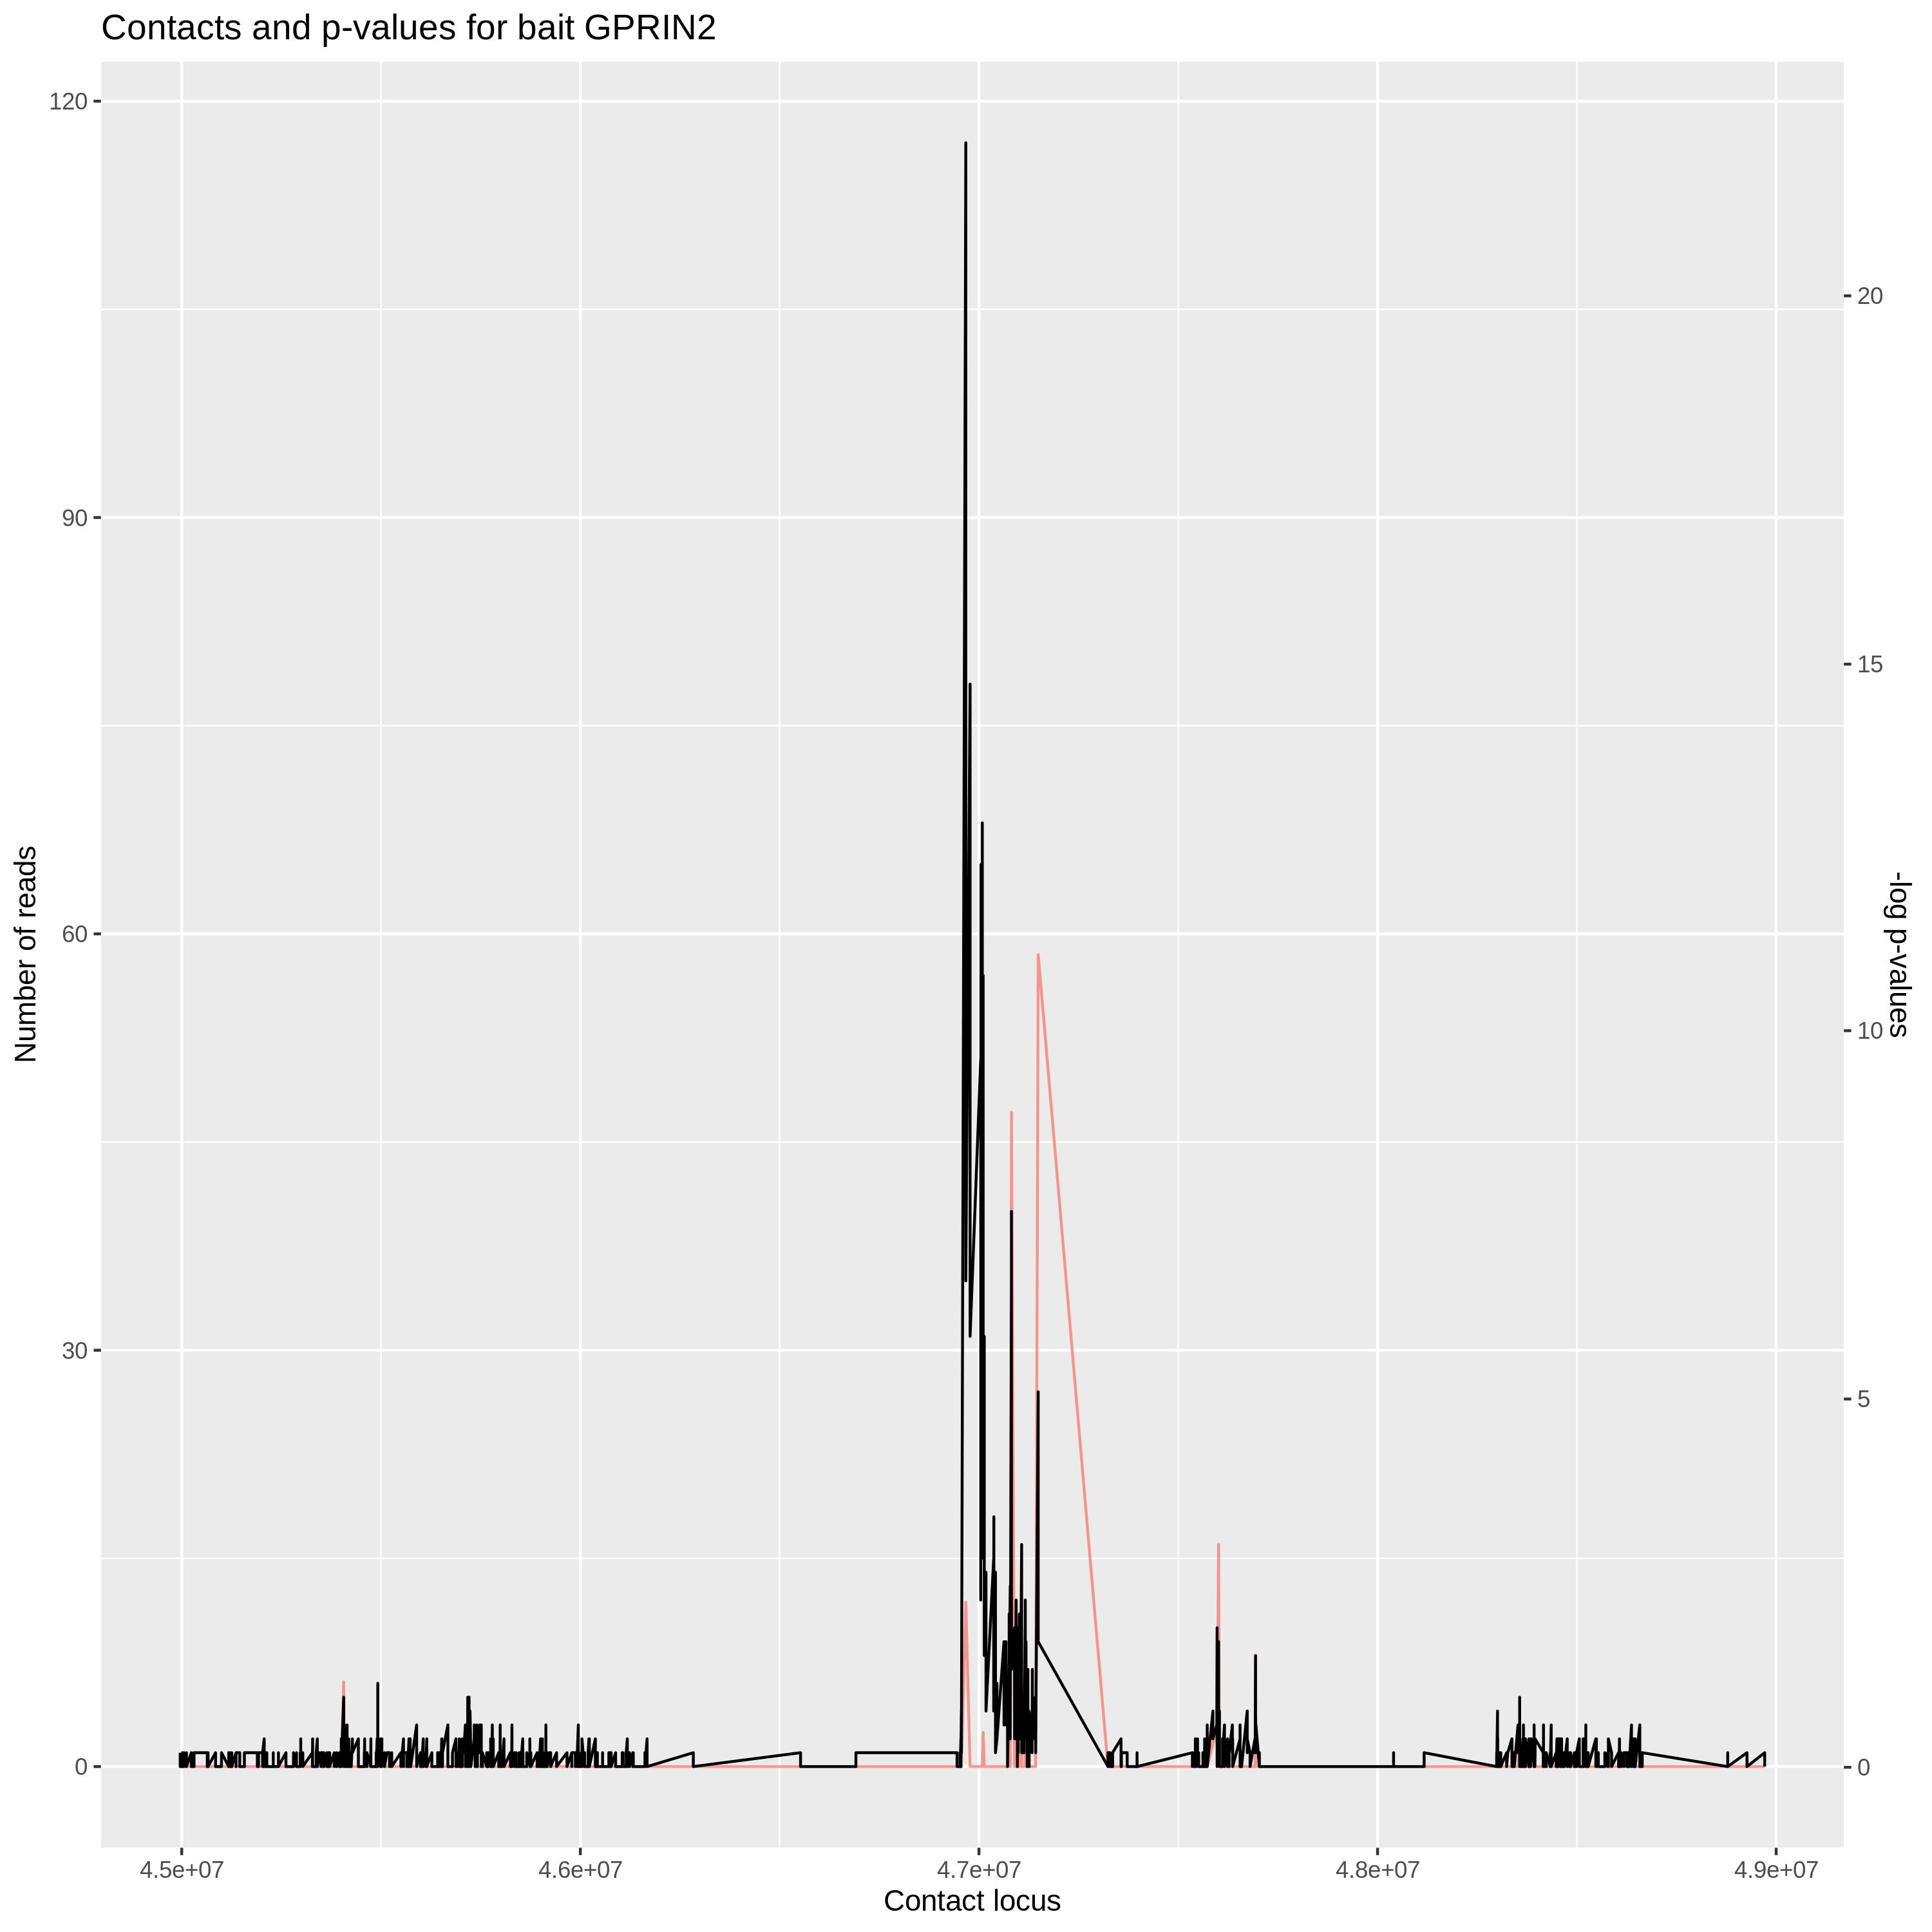 Contacts and p-values for bait GPRIN2
120
90
60
30
0
Number of reads
20
15
10
5
0
-log p-values
4.5e+07
4.6e+07
4.7e+07
4.8e+07
4.9e+07
Contact locus